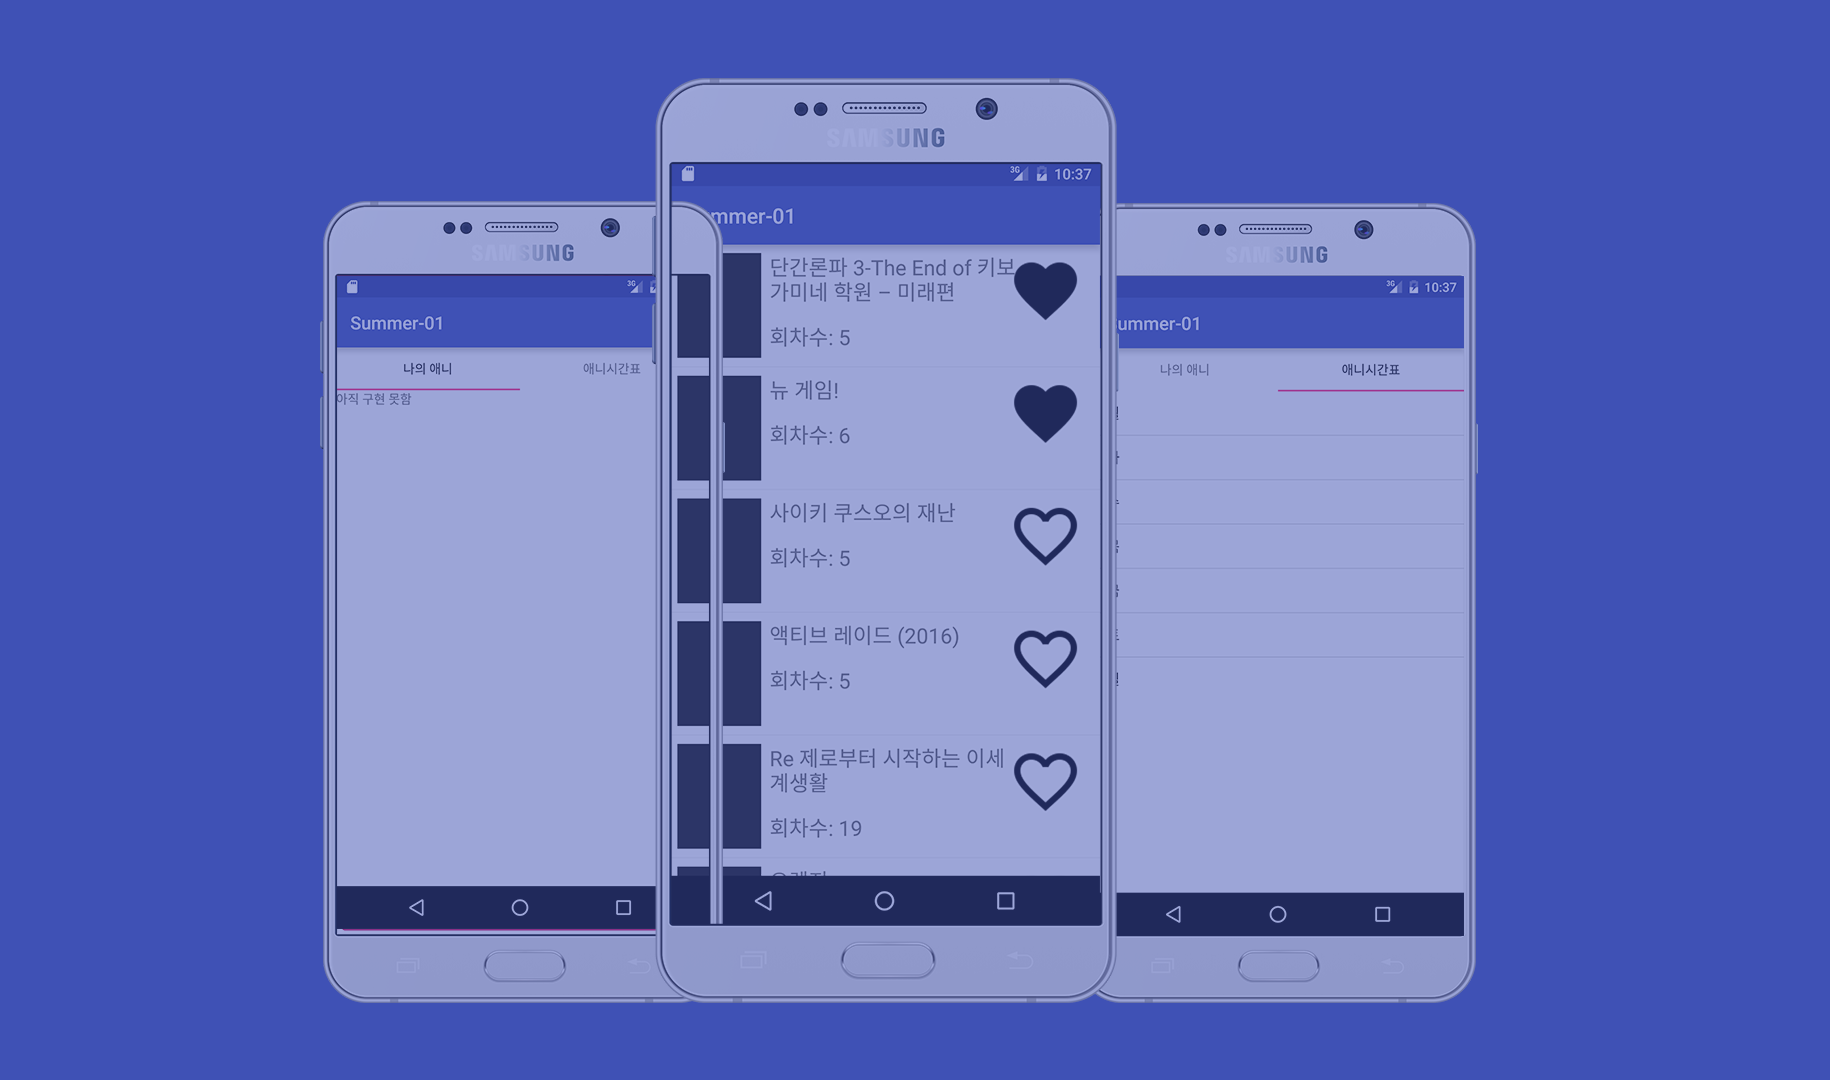 SAMSUNG
3G
Summer-01
나의 애니
애니시간표
아직 구현 못함
SAMSUNG
3G 10:37
mmer-01
단간론파 3-The End of 키보
가미네 학원 – 미래편
회차수: 5
뉴 게임!
회차수: 6
사이키 쿠스오의 재난
회차수: 5
액티브 레이드 (2016)
회차수: 5
Re 제로부터 시작하는 이세
계생활
회차수: 19
SAMSUNG
3G 10:37
ummer-01
나의 애니
애니시간표